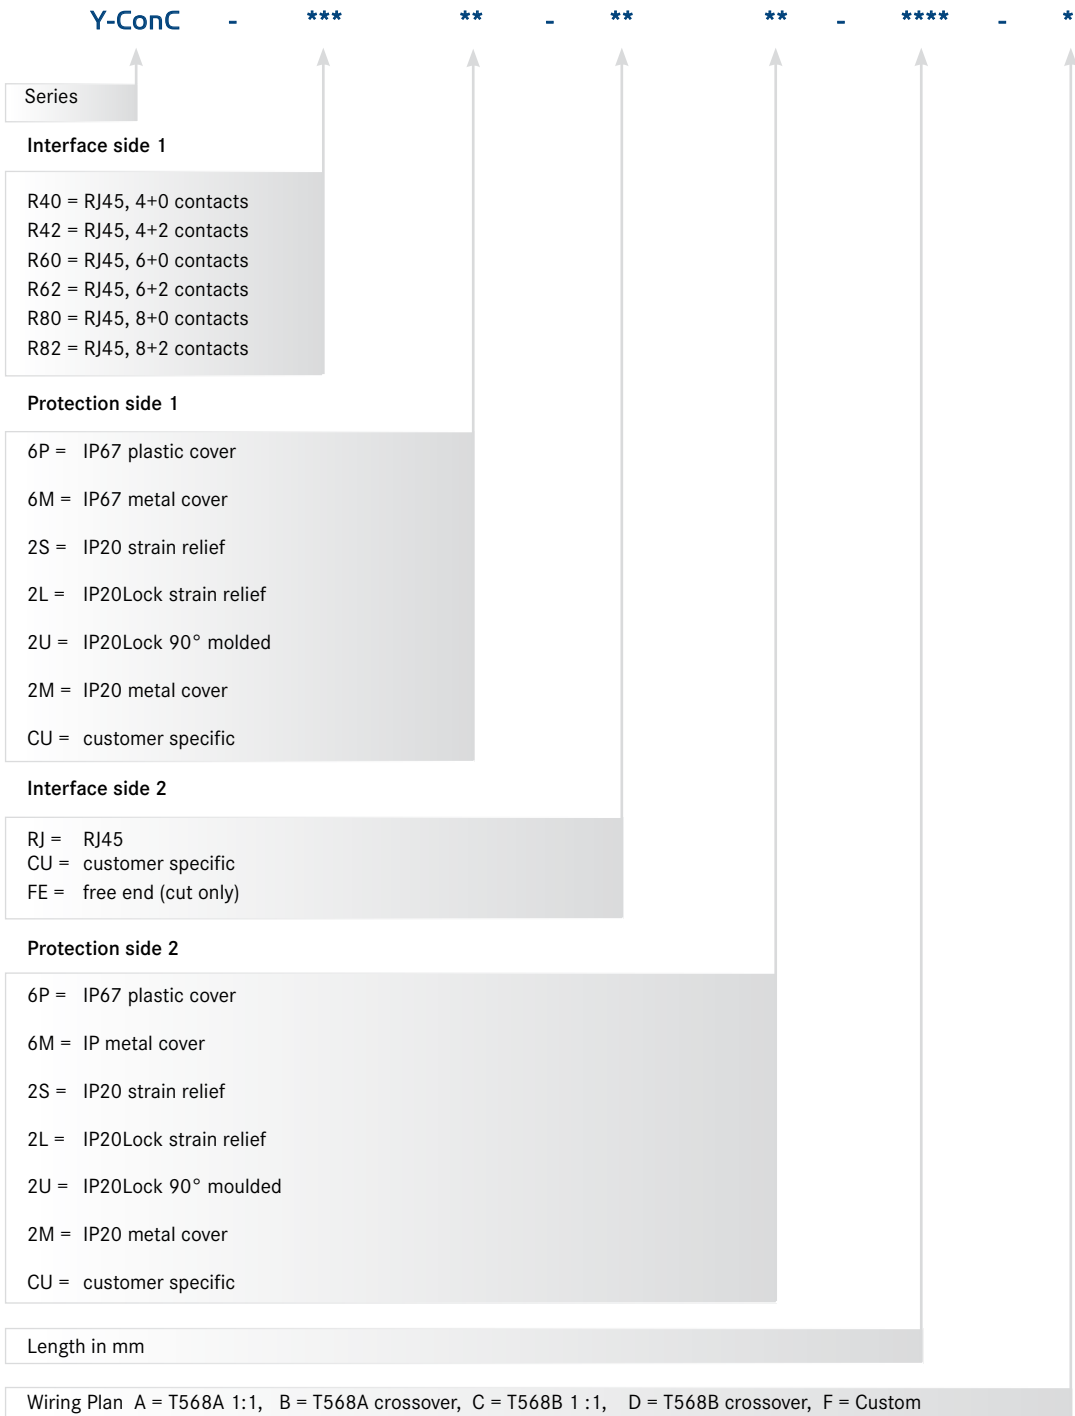 Y-ConC - *** ** - ** ** - **** - *
Series
Interface side 1
R40 = RJ45, 4+0 contacts
R42 = RJ45, 4+2 contacts
R60 = RJ45, 6+0 contacts
R62 = RJ45, 6+2 contacts
R80 = RJ45, 8+0 contacts
R82 = RJ45, 8+2 contacts
Protection side 1
6P = IP67 plastic cover
6M = IP67 metal cover
2S = IP20 strain relief
2L = IP20Lock strain relief
2U = IP20Lock 90° molded
2M = IP20 metal cover
CU = customer specific
Interface side 2
RJ = RJ45
CU = customer specific
FE = free end (cut only)
Protection side 2
6P = IP67 plastic cover
6M = IP metal cover
2S = IP20 strain relief
2L = IP20Lock strain relief
2U = IP20Lock 90° moulded
2M = IP20 metal cover
CU = customer specific
Length in mm
Wiring Plan A = T568A 1:1, B = T568A crossover, C = T568B 1 :1, D = T568B crossover, F = Custom